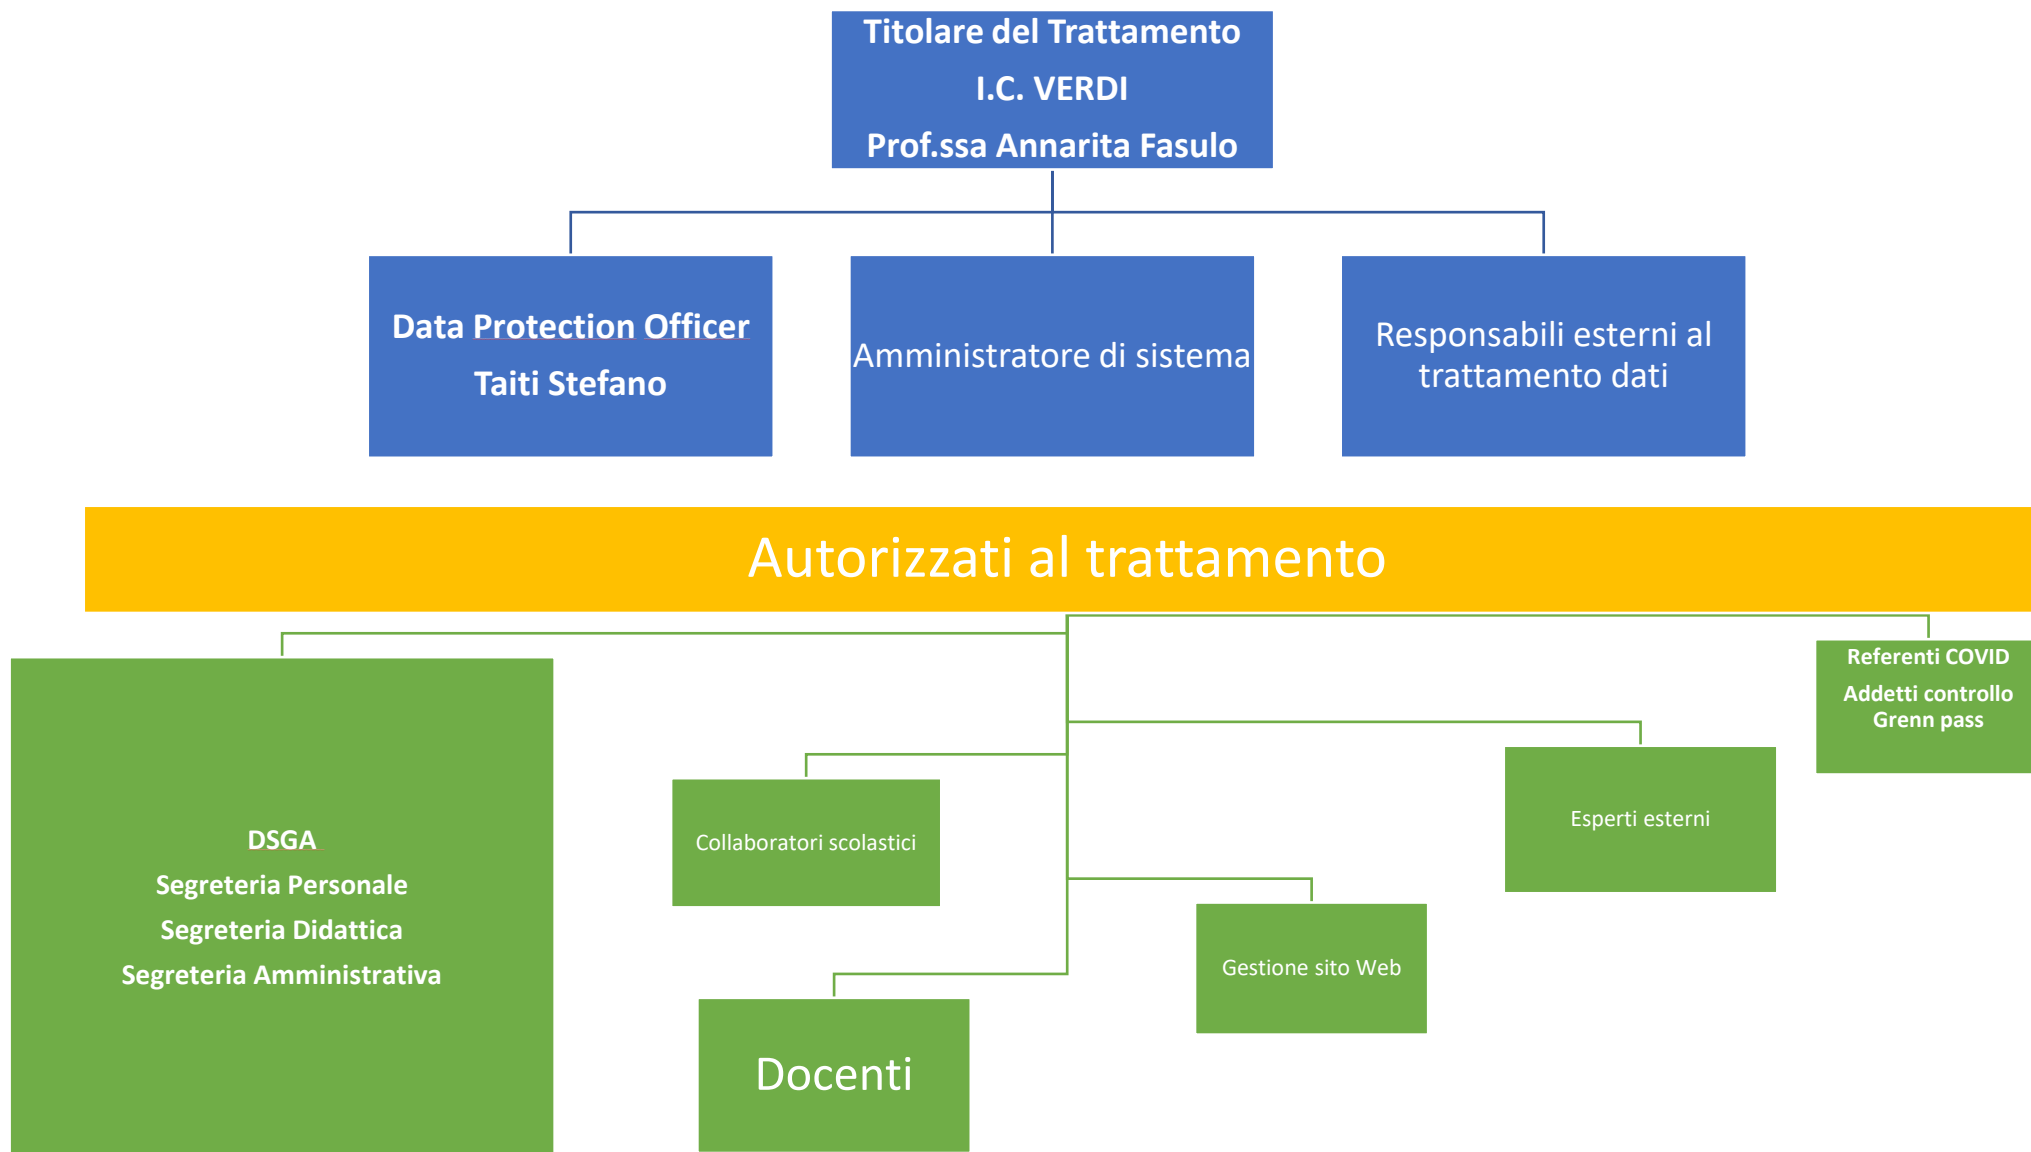 Titolare del Trattamento
I.C. VERDI
Prof.ssa Annarita Fasulo
Data Protection Officer
Taiti Stefano
Amministratore di sistema
Responsabili esterni al
trattamento dati
Autorizzati al trattamento
Referenti COVID
Addetti controllo
Grenn pass
DSGA
Segreteria Personale
Segreteria Didattica
Segreteria Amministrativa
Collaboratori scolastici
Esperti esterni
Gestione sito Web
Docenti